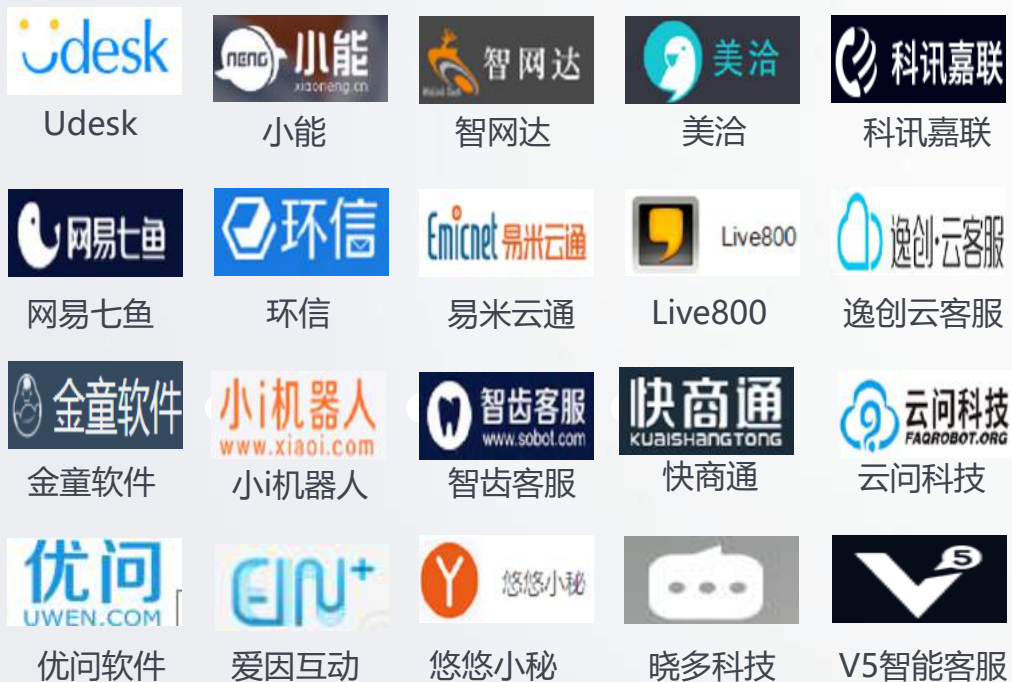 Udesk
neng 小能
xiaoneng.cn
智网达
美洽
科讯嘉联
Udesk
小能
智网达
美洽
科讯嘉联
网易七鱼
环信
Emicnet 易米云通
Live800
逸创·云客服
网易七鱼
环信
易米云通
Live800
逸创云客服
金童软件
小i机器人
www.xiaoi.com
智齿客服
www.sobot.com
快商通
KUAISHANGTONG
云问科技
FAQROBOT.ORG
金童软件
小i机器人
智齿客服
快商通
云问科技
优问
UWEN.COM
EIN+
Y 悠悠小秘
V5
优问软件
爱因互动
悠悠小秘
晓多科技
V5智能客服